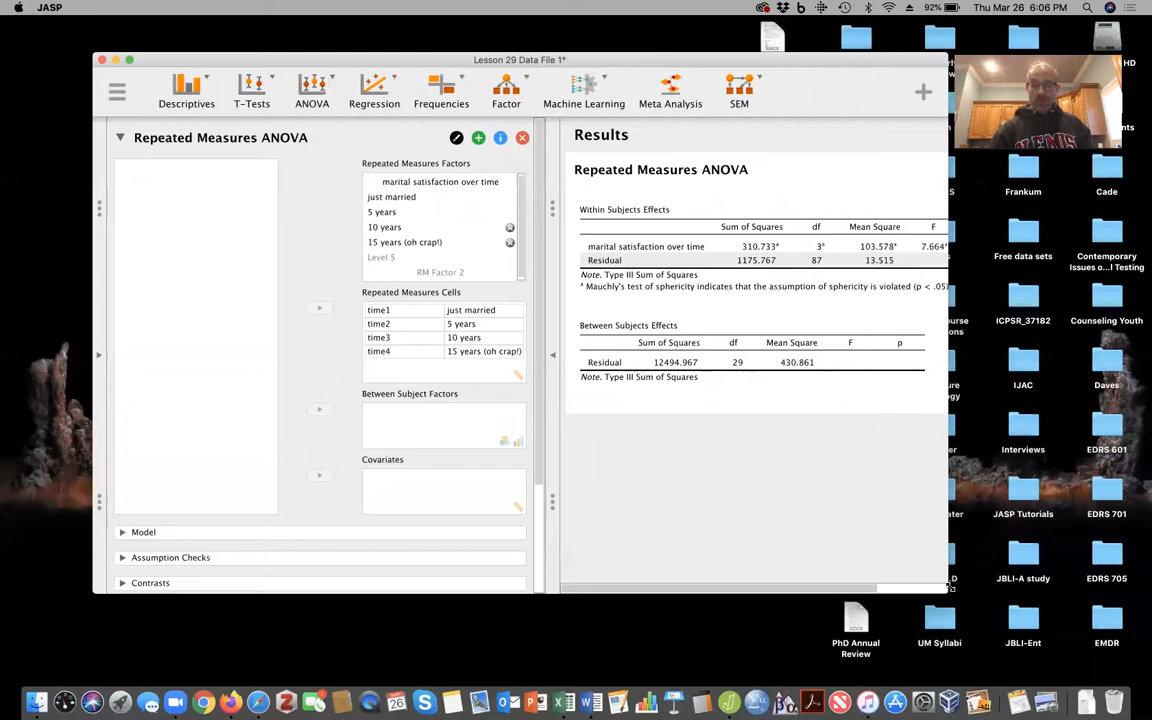 JASP
92%
Thu Mar 26 6:06 PM
Lesson 29 Data File 1*
Descriptives
T-Tests
ANOVA
Regression
Frequencies
Factor
Machine Learning
Meta Analysis
SEM
Repeated Measures ANOVA
Repeated Measures Factors
marital satisfaction over time
just married
5 years
10 years
15 years (oh crap!)
Level 5
RM Factor 2
Repeated Measures Cells
time1 just married
time2 5 years
time3 10 years
time4 15 years (oh crap!)
Between Subject Factors
Covariates
Model
Assumption Checks
Contrasts
Results
Repeated Measures ANOVA
Within Subjects Effects
Sum of Squares df Mean Square F
marital satisfaction over time 310.733ᵃ 3ᵃ 103.578ᵃ 7.664ᵃ
Residual 1175.767 87 13.515
Note. Type III Sum of Squares
ᵃ Mauchly's test of sphericity indicates that the assumption of sphericity is violated (p < .05)
Between Subjects Effects
Sum of Squares df Mean Square F p
Residual 12494.967 29 430.861
Note. Type III Sum of Squares
HD
Frankum
Cade
Free data sets
Contemporary
Issues o...l Testing
ICPSR_37182
Counseling Youth
IJAC
Daves
Interviews
EDRS 601
JASP Tutorials
EDRS 701
JBLI-A study
EDRS 705
PhD Annual
Review
UM Syllabi
JBLI-Ent
EMDR